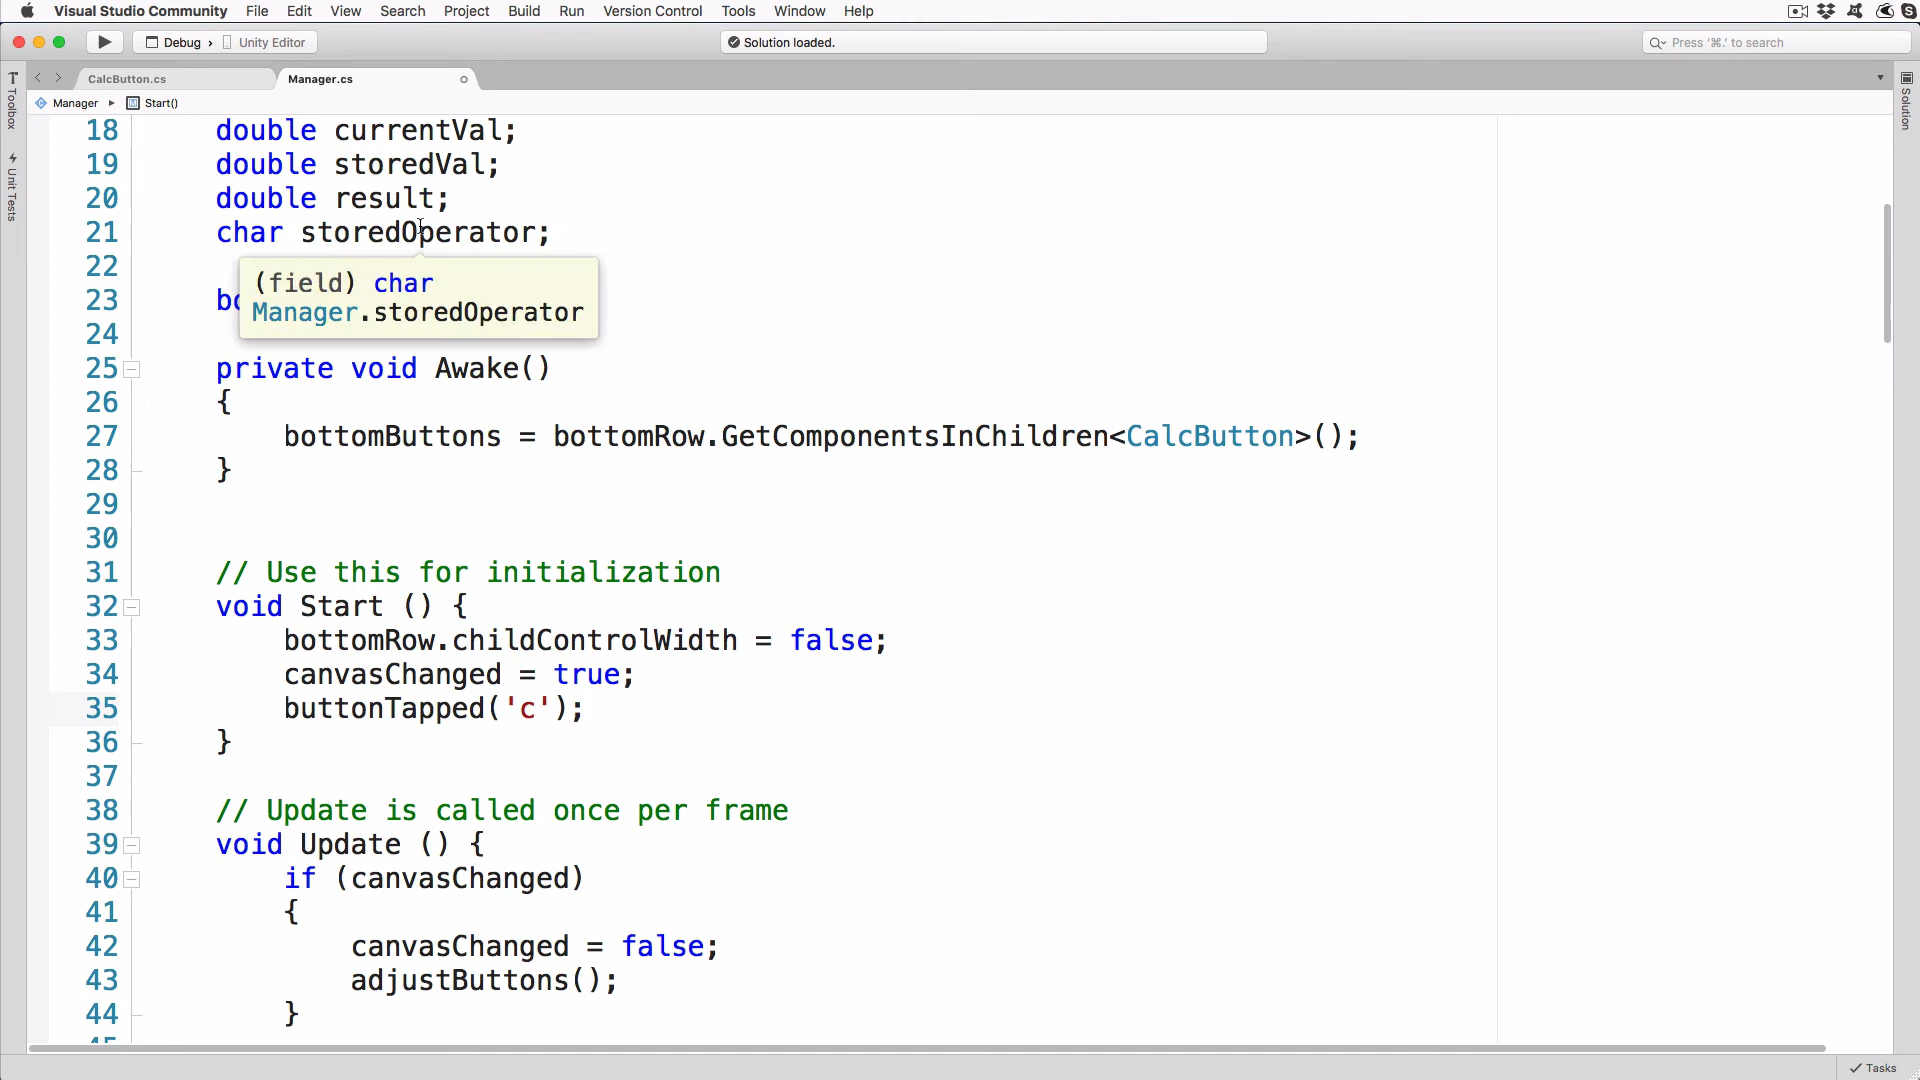 Visual Studio Community File Edit View Search Project Build Run Version Control Tools Window Help
Debug › Unity Editor
Solution loaded.
Press '⌘.' to search
CalcButton.cs
Manager.cs
Manager ▸ Start()
Toolbox
Unit Tests
Solution
18 double currentVal;
19 double storedVal;
20 double result;
21 char storedOperator;
22
23 bo
(field) char
Manager.storedOperator
24
25 private void Awake()
26 {
27 bottomButtons = bottomRow.GetComponentsInChildren<CalcButton>();
28 }
29
30
31 // Use this for initialization
32 void Start () {
33 bottomRow.childControlWidth = false;
34 canvasChanged = true;
35 buttonTapped('c');
36 }
37
38 // Update is called once per frame
39 void Update () {
40 if (canvasChanged)
41 {
42 canvasChanged = false;
43 adjustButtons();
44 }
Tasks